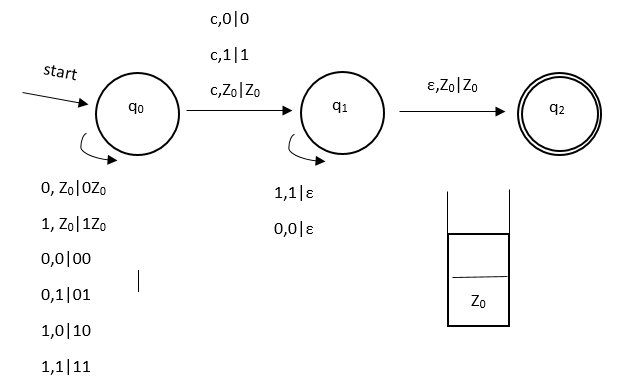 c,0|0
c,1|1
c,Z₀|Z₀
start
q₀
q₁
ε,Z₀|Z₀
q₂
0, Z₀|0Z₀
1, Z₀|1Z₀
0,0|00
0,1|01
1,0|10
1,1|11
1,1|ε
0,0|ε
Z₀